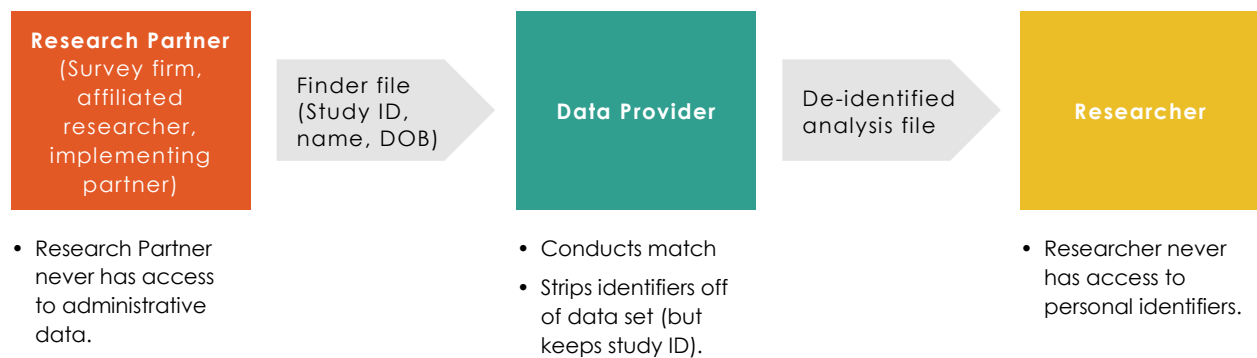 Research Partner
(Survey firm,
affiliated
researcher,
implementing
partner)
Finder file
(Study ID,
name, DOB)
Data Provider
De-identified
analysis file
Researcher
• Research Partner
never has access
to administrative
data.
• Conducts match
• Strips identifiers off
of data set (but
keeps study ID).
• Researcher never
has access to
personal identifiers.